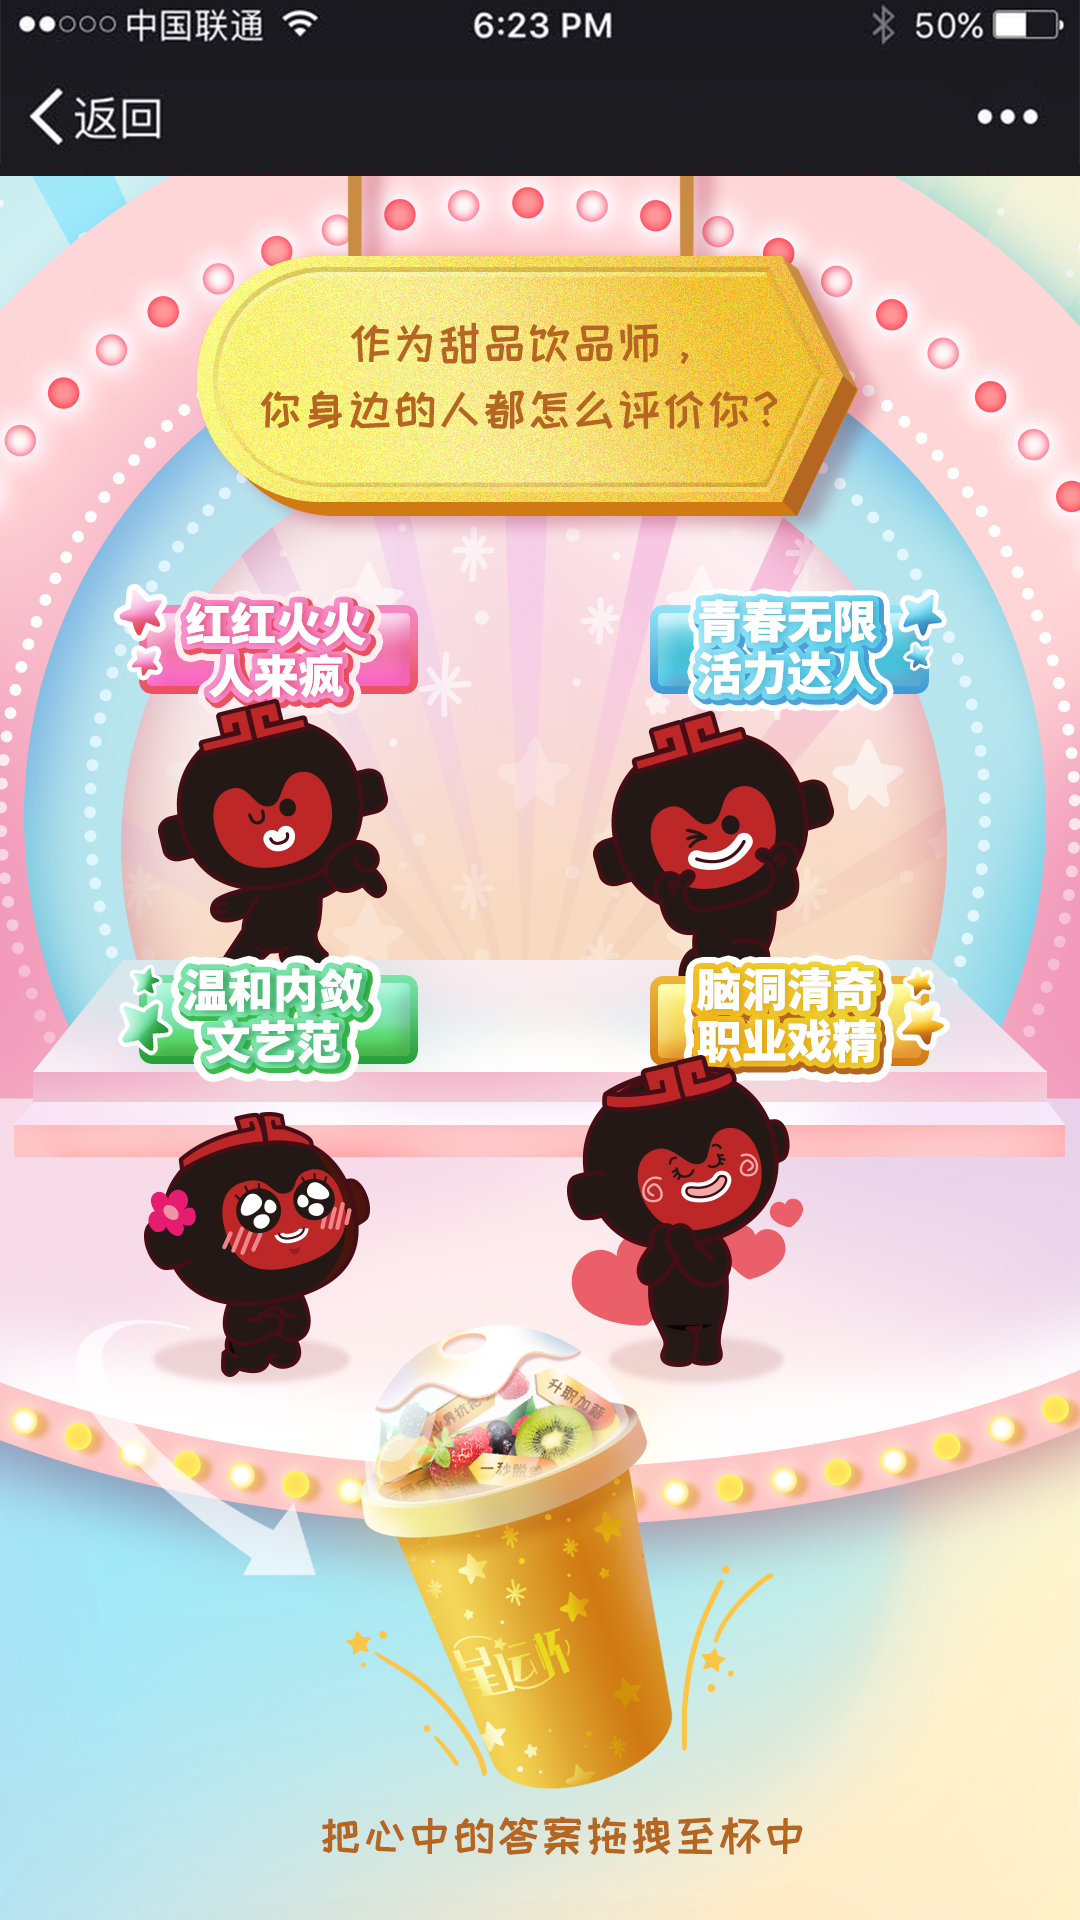 中国联通
6:23 PM
50%
返回
作为甜品饮品师，
你身边的人都怎么评价你？
红红火火
人来疯
青春无限
活力达人
温和内敛
文艺范
脑洞清奇
职业戏精
升职加薪
星运杯
把心中的答案拖拽至杯中